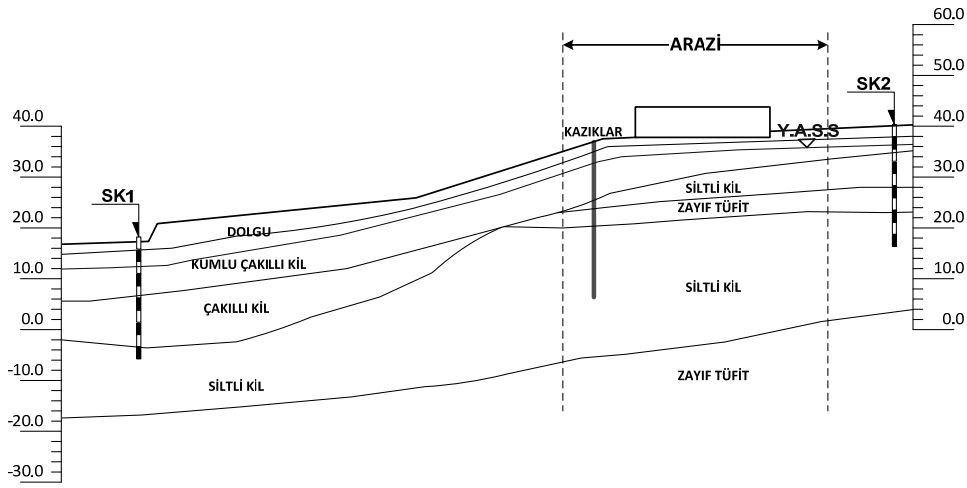 60.0
ARAZİ
50.0
SK2
40.0
40.0
KAZIKLAR
Y.A.S.S
30.0
30.0
SK1
SİLTLİ KİL
20.0
DOLGU
ZAYIF TÜFİT
20.0
KUMLU ÇAKILLI KİL
10.0
SİLTLİ KİL
10.0
ÇAKILLI KİL
0.0
0.0
ZAYIF TÜFİT
-10.0
SİLTLİ KİL
-20.0
-30.0